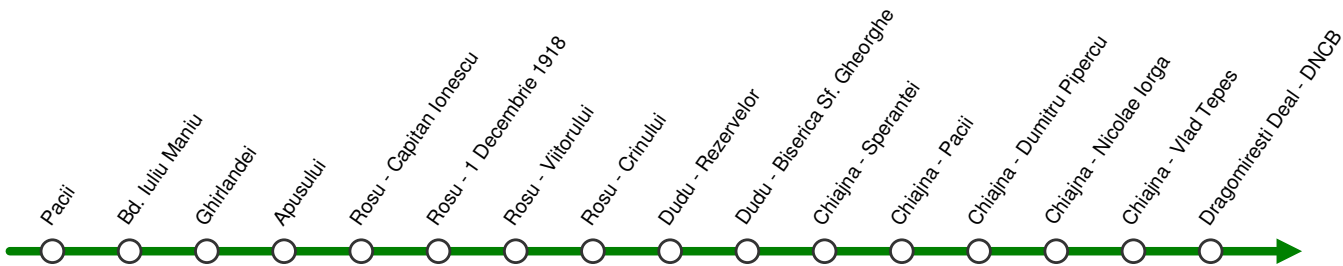 Pacii
Bd. Iuliu Maniu
Ghirlandei
Apusului
Rosu - Capitan Ionescu
Rosu - 1 Decembrie 1918
Rosu - Viitorului
Rosu - Crinului
Dudu - Rezervelor
Dudu - Biserica Sf. Gheorghe
Chiajna - Sperantei
Chiajna - Pacii
Chiajna - Dumitru Pipercu
Chiajna - Nicolae Iorga
Chiajna - Vlad Tepes
Dragomiresti Deal - DNCB